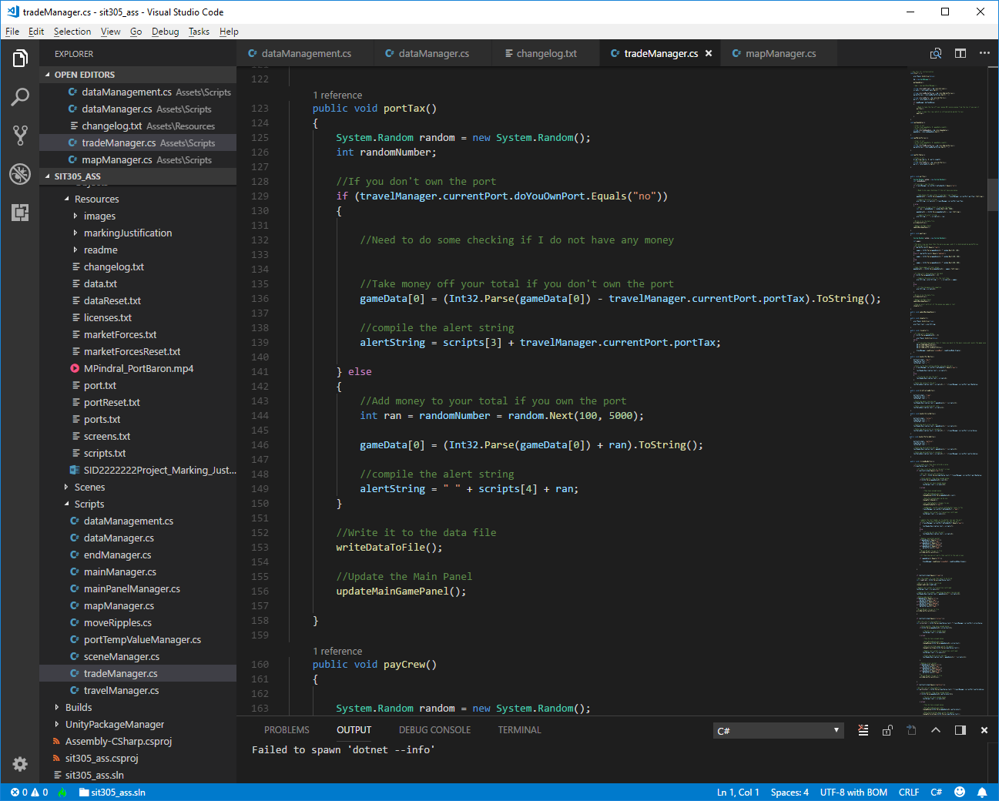 tradeManager.cs - sit305_ass - Visual Studio Code
File Edit Selection View Go Debug Tasks Help
EXPLORER
OPEN EDITORS
dataManagement.cs Assets\Scripts
dataManager.cs Assets\Scripts
changelog.txt Assets\Resources
tradeManager.cs Assets\Scripts
mapManager.cs Assets\Scripts
SIT305_ASS
Resources
images
markingJustification
readme
changelog.txt
data.txt
dataReset.txt
licenses.txt
marketForces.txt
marketForcesReset.txt
MPindral_PortBaron.mp4
port.txt
portReset.txt
ports.txt
screens.txt
scripts.txt
SID2222222Project_Marking_Just...
Scenes
Scripts
dataManagement.cs
dataManager.cs
endManager.cs
mainManager.cs
mainPanelManager.cs
mapManager.cs
moveRipples.cs
portTempValueManager.cs
sceneManager.cs
tradeManager.cs
travelManager.cs
Builds
UnityPackageManager
Assembly-CSharp.csproj
sit305_ass.csproj
sit305_ass.sln
dataManagement.cs dataManager.cs changelog.txt tradeManager.cs mapManager.cs
122
1 reference
123 public void portTax()
124 {
125 System.Random random = new System.Random();
126 int randomNumber;
127
128 //If you don't own the port
129 if (travelManager.currentPort.doYouOwnPort.Equals("no"))
130 {
131
132 //Need to do some checking if I do not have any money
133
134
135 //Take money off your total if you don't own the port
136 gameData[0] = (Int32.Parse(gameData[0]) - travelManager.currentPort.portTax).ToString();
137
138 //compile the alert string
139 alertString = scripts[3] + travelManager.currentPort.portTax;
140
141 } else
142 {
143 //Add money to your total if you own the port
144 int ran = randomNumber = random.Next(100, 5000);
145
146 gameData[0] = (Int32.Parse(gameData[0]) + ran).ToString();
147
148 //compile the alert string
149 alertString = " " + scripts[4] + ran;
150 }
151
152 //Write it to the data file
153 writeDataToFile();
154
155 //Update the Main Panel
156 updateMainGamePanel();
157
158 }
159
1 reference
160 public void payCrew()
161 {
162
163 System.Random random = new System.Random();
PROBLEMS OUTPUT DEBUG CONSOLE TERMINAL
C#
Failed to spawn 'dotnet --info'
0 0 sit305_ass.sln
Ln 1, Col 1 Spaces: 4 UTF-8 with BOM CRLF C#